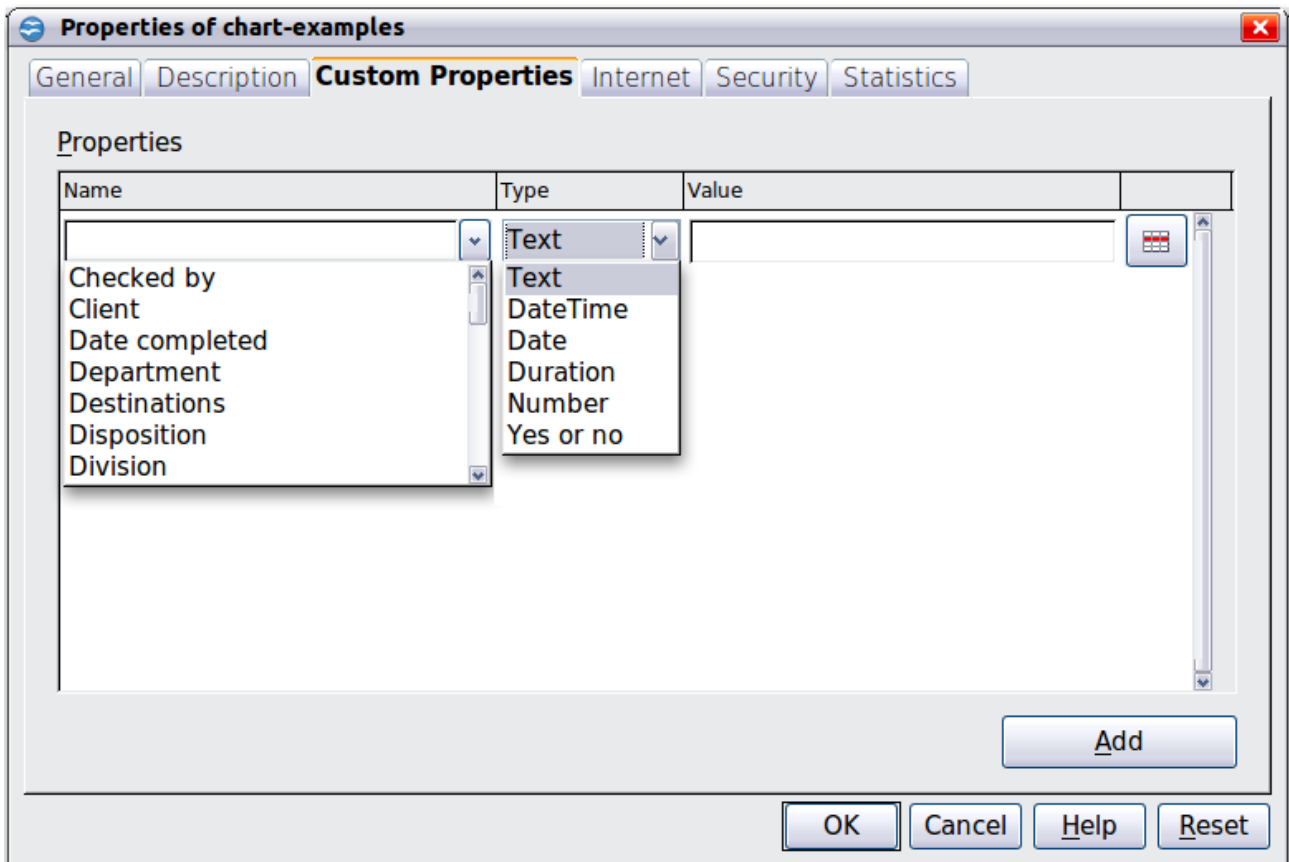 Properties of chart-examples
General Description Custom Properties Internet Security Statistics
Properties
Name Type Value
Text
Checked by Text
Client DateTime
Date completed Date
Department Duration
Destinations Number
Disposition Yes or no
Division
Add
OK Cancel Help Reset